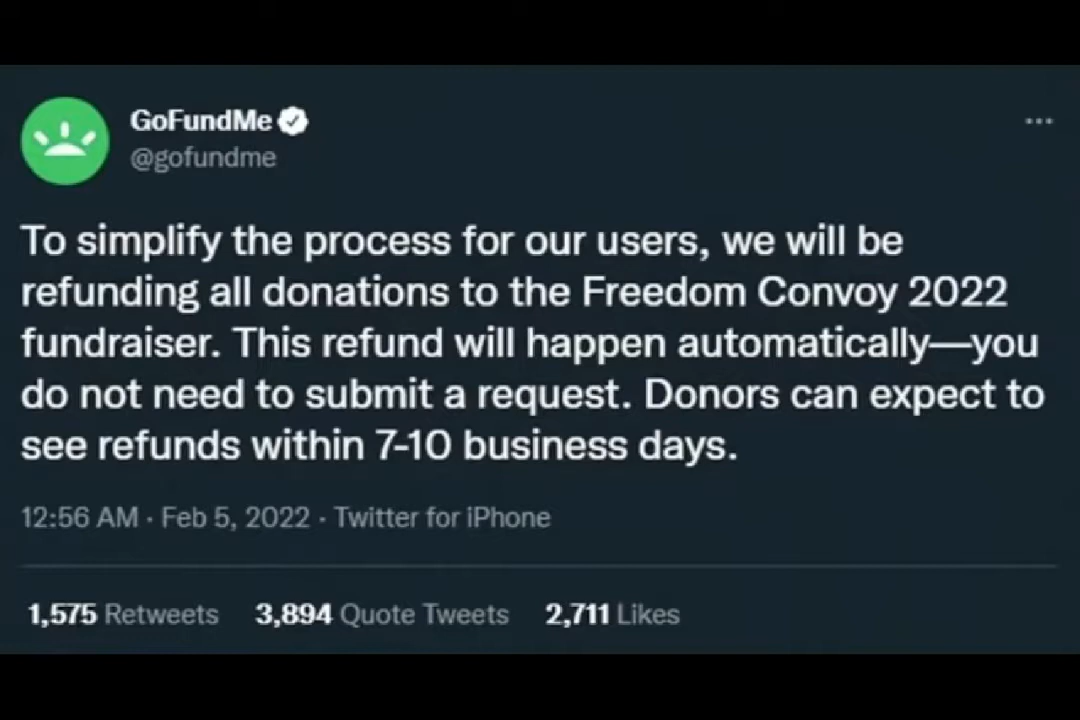 GoFundMe
@gofundme
To simplify the process for our users, we will be
refunding all donations to the Freedom Convoy 2022
fundraiser. This refund will happen automatically—you
do not need to submit a request. Donors can expect to
see refunds within 7-10 business days.
12:56 AM · Feb 5, 2022 · Twitter for iPhone
1,575 Retweets 3,894 Quote Tweets 2,711 Likes